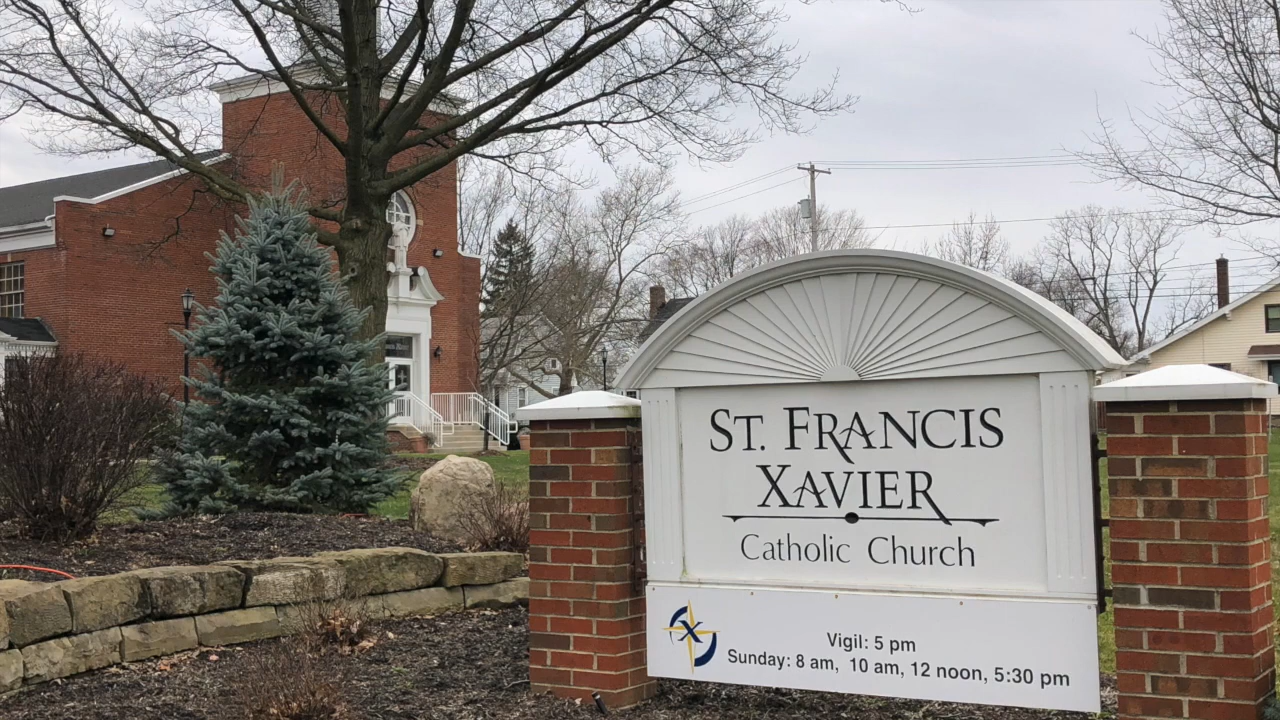 St. Francis
Xavier
Catholic Church
X
Vigil: 5 pm
Sunday: 8 am, 10 am, 12 noon, 5:30 pm